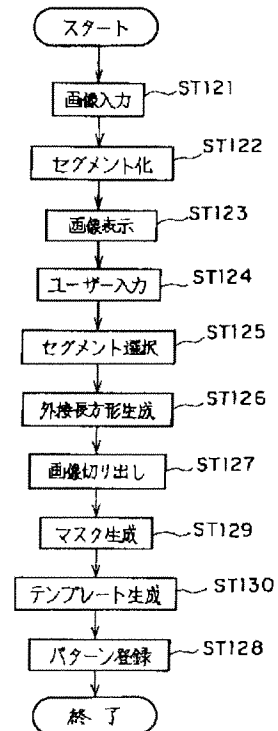 スタート
画像入力 ST121
セグメント化 ST122
画像表示 ST123
ユーザー入力 ST124
セグメント選択 ST125
外接長方形生成 ST126
画像切り出し ST127
マスク生成 ST129
テンプレート生成 ST130
パターン登録 ST128
終了